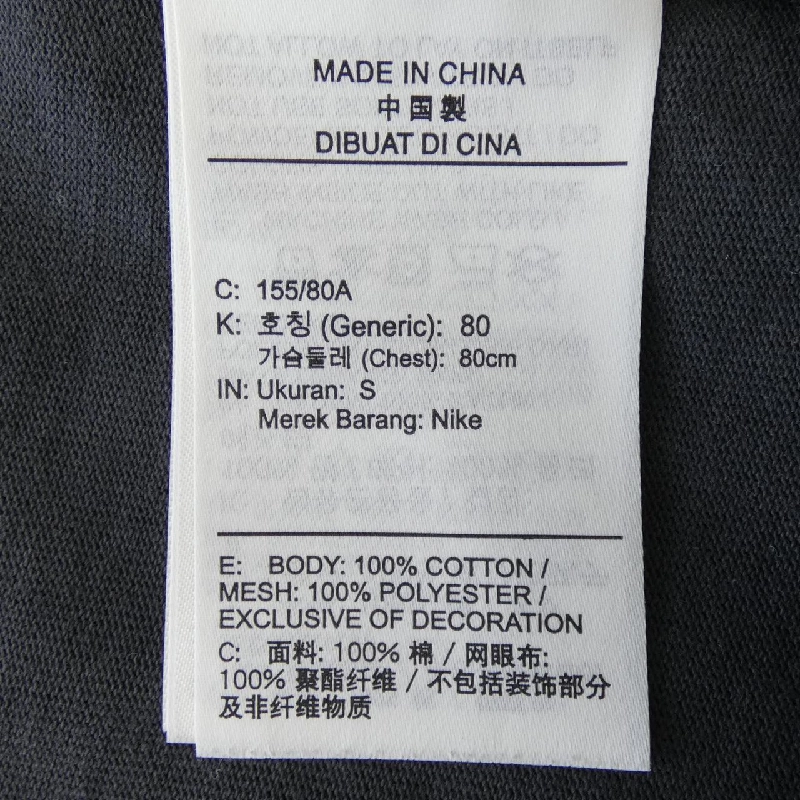 MADE IN CHINA
中国製
DIBUAT DI CINA
C: 155/80A
K: 호칭 (Generic): 80
가슴둘레 (Chest): 80cm
IN: Ukuran: S
Merek Barang: Nike
E: BODY: 100% COTTON /
MESH: 100% POLYESTER /
EXCLUSIVE OF DECORATION
C: 面料: 100% 棉 / 网眼布:
100% 聚酯纤维 / 不包括装饰部分
及非纤维物质